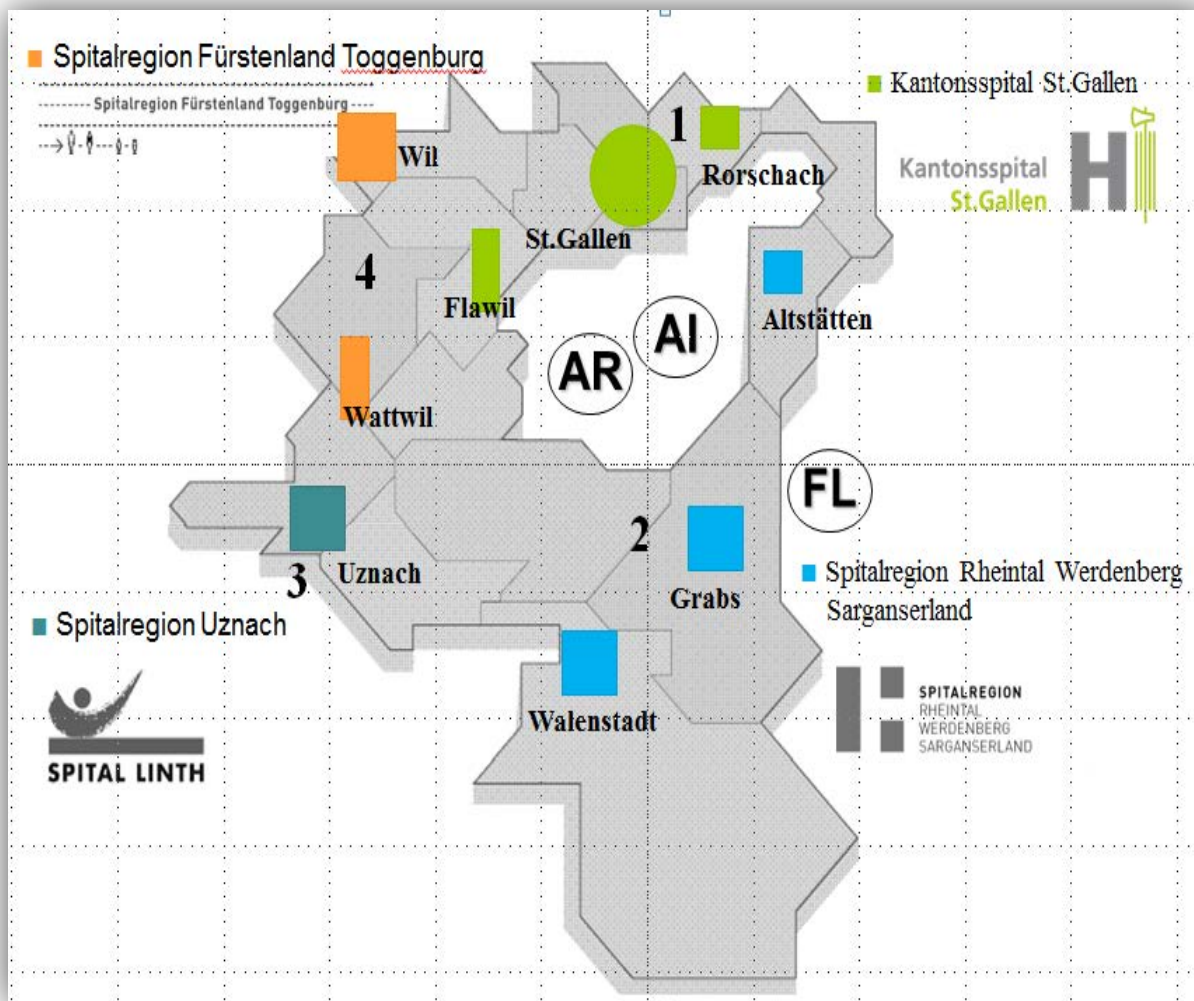 Spitalregion Fürstenland Toggenburg
Spitalregion Fürstenland Toggenburg
Kantonsspital St.Gallen
Kantonsspital
St.Gallen
1
Wil
Rorschach
St.Gallen
4
Flawil
Altstätten
AI
AR
Wattwil
FL
2
3
Uznach
Grabs
Spitalregion Rheintal Werdenberg
Sarganserland
Spitalregion Uznach
Walenstadt
SPITALREGION
RHEINTAL
WERDENBERG
SARGANSERLAND
SPITAL LINTH